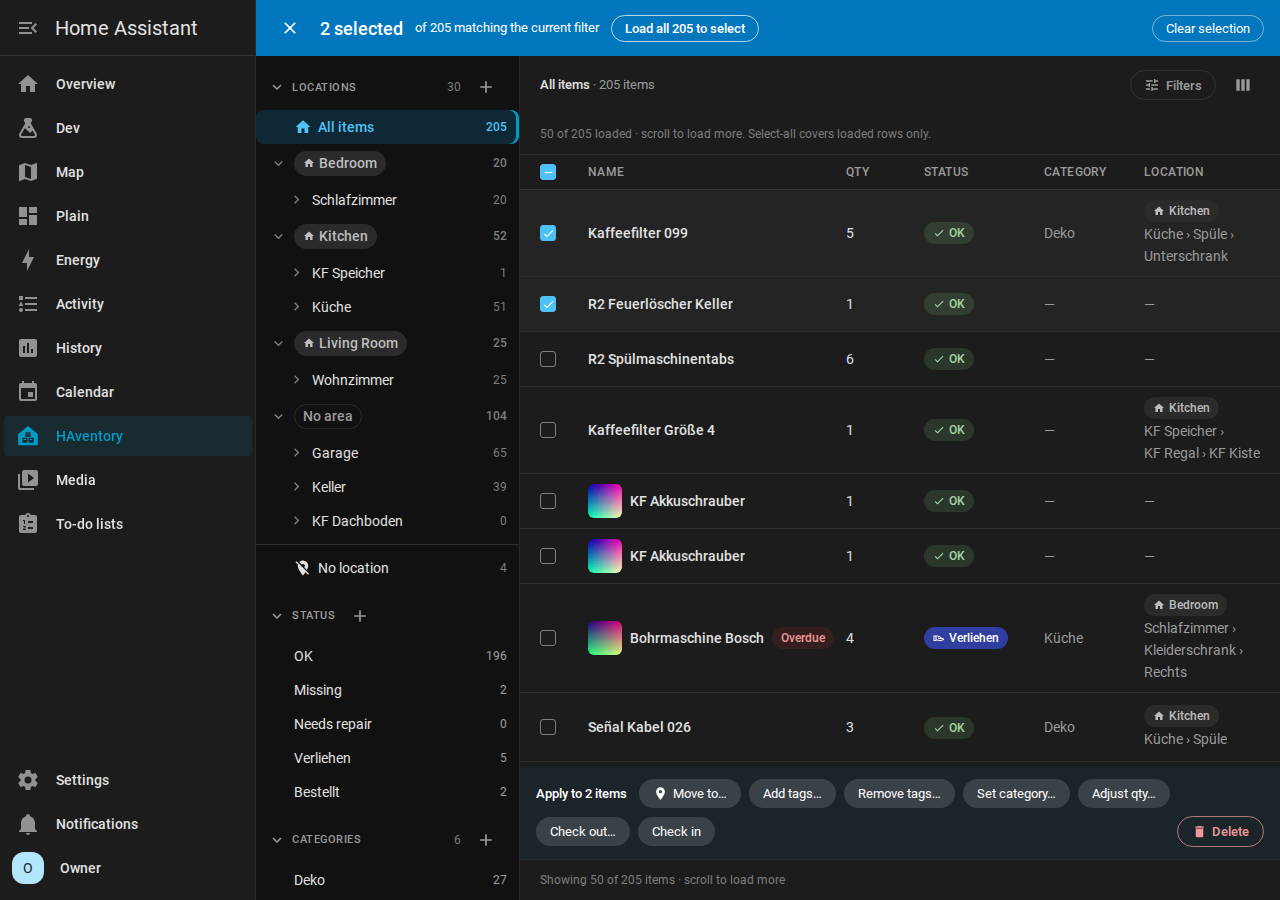 Home Assistant
Overview
Dev
Map
Plain
Energy
Activity
History
Calendar
HAventory
Media
To-do lists
Settings
Notifications
O
Owner
2 selected of 205 matching the current filter Load all 205 to select Clear selection
LOCATIONS 30
All items 205
Bedroom 20
Schlafzimmer 20
Kitchen 52
KF Speicher 1
Küche 51
Living Room 25
Wohnzimmer 25
No area 104
Garage 65
Keller 39
KF Dachboden 0
No location 4
STATUS
OK 196
Missing 2
Needs repair 0
Verliehen 5
Bestellt 2
CATEGORIES 6
Deko 27
All items · 205 items Filters
50 of 205 loaded · scroll to load more. Select-all covers loaded rows only.
NAME QTY STATUS CATEGORY LOCATION
Kaffeefilter 099 5 OK Deko Kitchen
Küche › Spüle ›
Unterschrank
R2 Feuerlöscher Keller 1 OK — —
R2 Spülmaschinentabs 6 OK — —
Kaffeefilter Größe 4 1 OK — Kitchen
KF Speicher ›
KF Regal › KF Kiste
KF Akkuschrauber 1 OK — —
KF Akkuschrauber 1 OK — —
Bohrmaschine Bosch Overdue 4 Verliehen Küche Bedroom
Schlafzimmer ›
Kleiderschrank ›
Rechts
Señal Kabel 026 3 OK Deko Kitchen
Küche › Spüle
Apply to 2 items Move to… Add tags… Remove tags… Set category… Adjust qty…
Check out… Check in Delete
Showing 50 of 205 items · scroll to load more